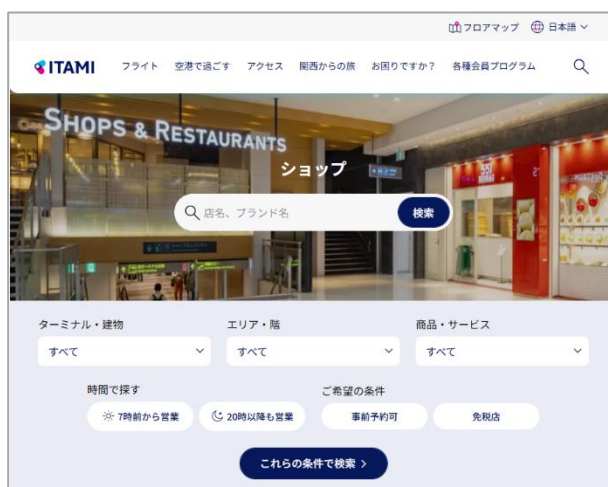 フロアマップ 日本語
ITAMI フライト 空港で過ごす アクセス 関西からの旅 お困りですか? 各種会員プログラム
SHOPS & RESTAURANTS
ショップ
店名、ブランド名 検索
ターミナル・建物 エリア・階 商品・サービス
すべて すべて すべて
時間で探す ご希望の条件
7時前から営業 20時以降も営業 事前予約可 免税店
これらの条件で検索